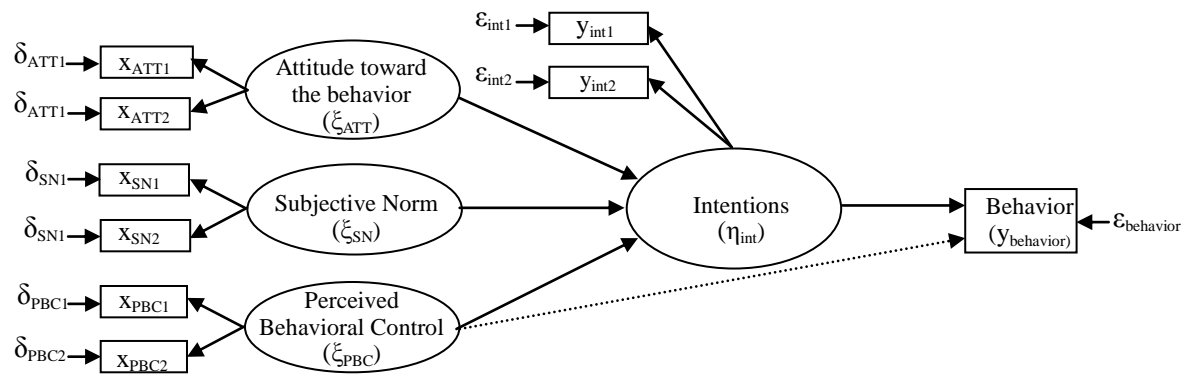 δATT1
xATT1
δATT1
xATT2
δSN1
xSN1
δSN1
xSN2
δPBC1
xPBC1
δPBC2
xPBC2
Attitude toward
the behavior
(ξATT)
Subjective Norm
(ξSN)
Perceived
Behavioral Control
(ξPBC)
εint1
yint1
εint2
yint2
Intentions
(ηint)
Behavior
(ybehavior)
εbehavior